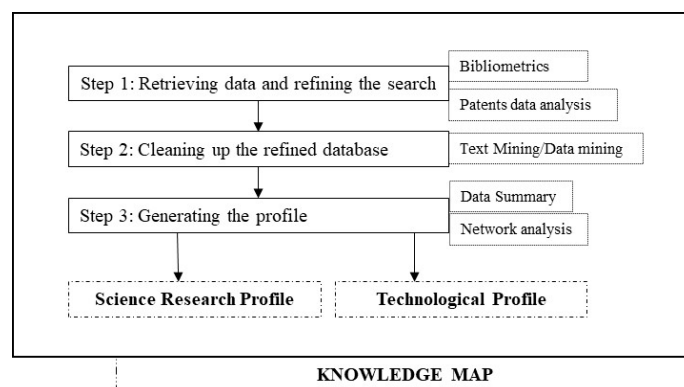 Bibliometrics
Step 1: Retrieving data and refining the search
Patents data analysis
Step 2: Cleaning up the refined database
Text Mining/Data mining
Data Summary
Step 3: Generating the profile
Network analysis
Science Research Profile
Technological Profile
KNOWLEDGE MAP